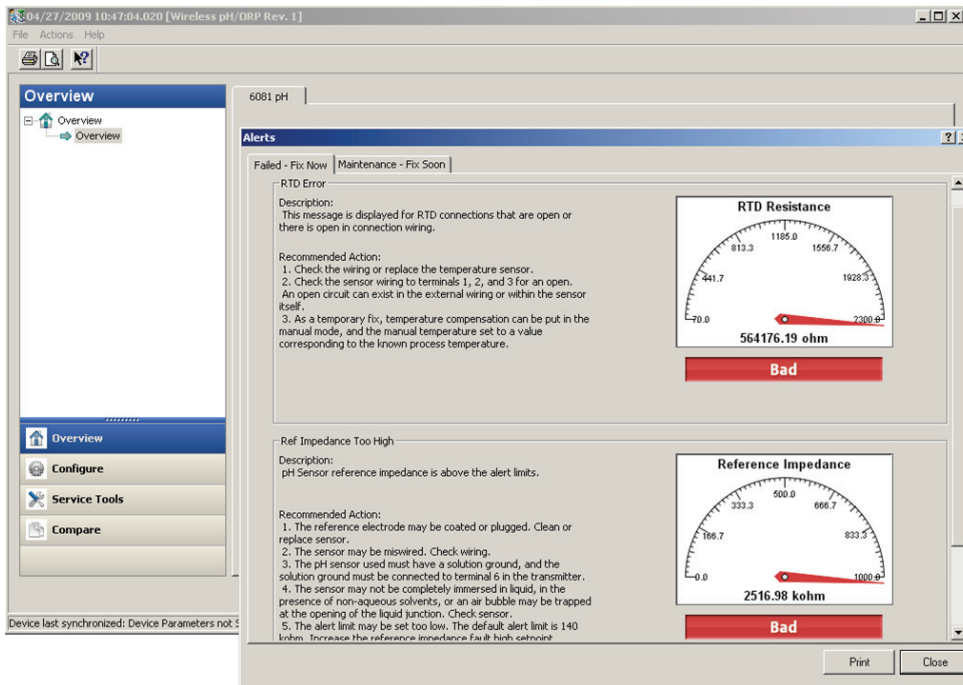 04/27/2009 10:47:04.020 [Wireless pH/ORP Rev. 1]
File Actions Help
Overview
Overview
Overview
Overview
Configure
Service Tools
Compare
Device last synchronized: Device Parameters not S
6081 pH
Alerts
Failed - Fix Now
Maintenance - Fix Soon
RTD Error
Description:
This message is displayed for RTD connections that are open or
there is open in connection wiring.
Recommended Action:
1. Check the wiring or replace the temperature sensor.
2. Check the sensor wiring to terminals 1, 2, and 3 for an open.
An open circuit can exist in the external wiring or within the sensor
itself.
3. As a temporary fix, temperature compensation can be put in the
manual mode, and the manual temperature set to a value
corresponding to the known process temperature.
RTD Resistance
70.0
441.7
813.3
1185.0
1556.7
1928.3
2300.0
564176.19 ohm
Bad
Ref Impedance Too High
Description:
pH Sensor reference impedance is above the alert limits.
Recommended Action:
1. The reference electrode may be coated or plugged. Clean or
replace sensor.
2. The sensor may be miswired. Check wiring.
3. The pH sensor used must have a solution ground, and the
solution ground must be connected to terminal 6 in the transmitter.
4. The sensor may not be completely immersed in liquid, in the
presence of non-aqueous solvents, or an air bubble may be trapped
at the opening of the liquid junction. Check sensor.
5. The alert limit may be set too low. The default alert limit is 140
kohm. Increase the reference impedance fault high setpoint
Reference Impedance
0.0
166.7
333.3
500.0
666.7
833.3
1000.0
2516.98 kohm
Bad
Print
Close